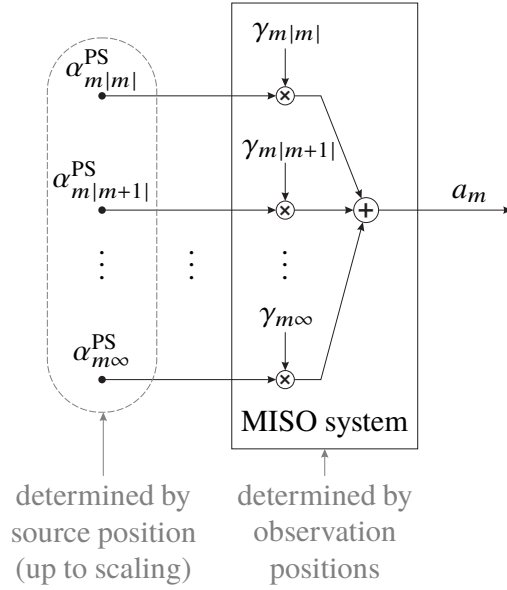 γ_{m|m|}
α^{PS}_{m|m|}
×
γ_{m|m+1|}
α^{PS}_{m|m+1|}
×
+
a_m
γ_{m∞}
α^{PS}_{m∞}
×
MISO system
determined by
source position
(up to scaling)
determined by
observation
positions